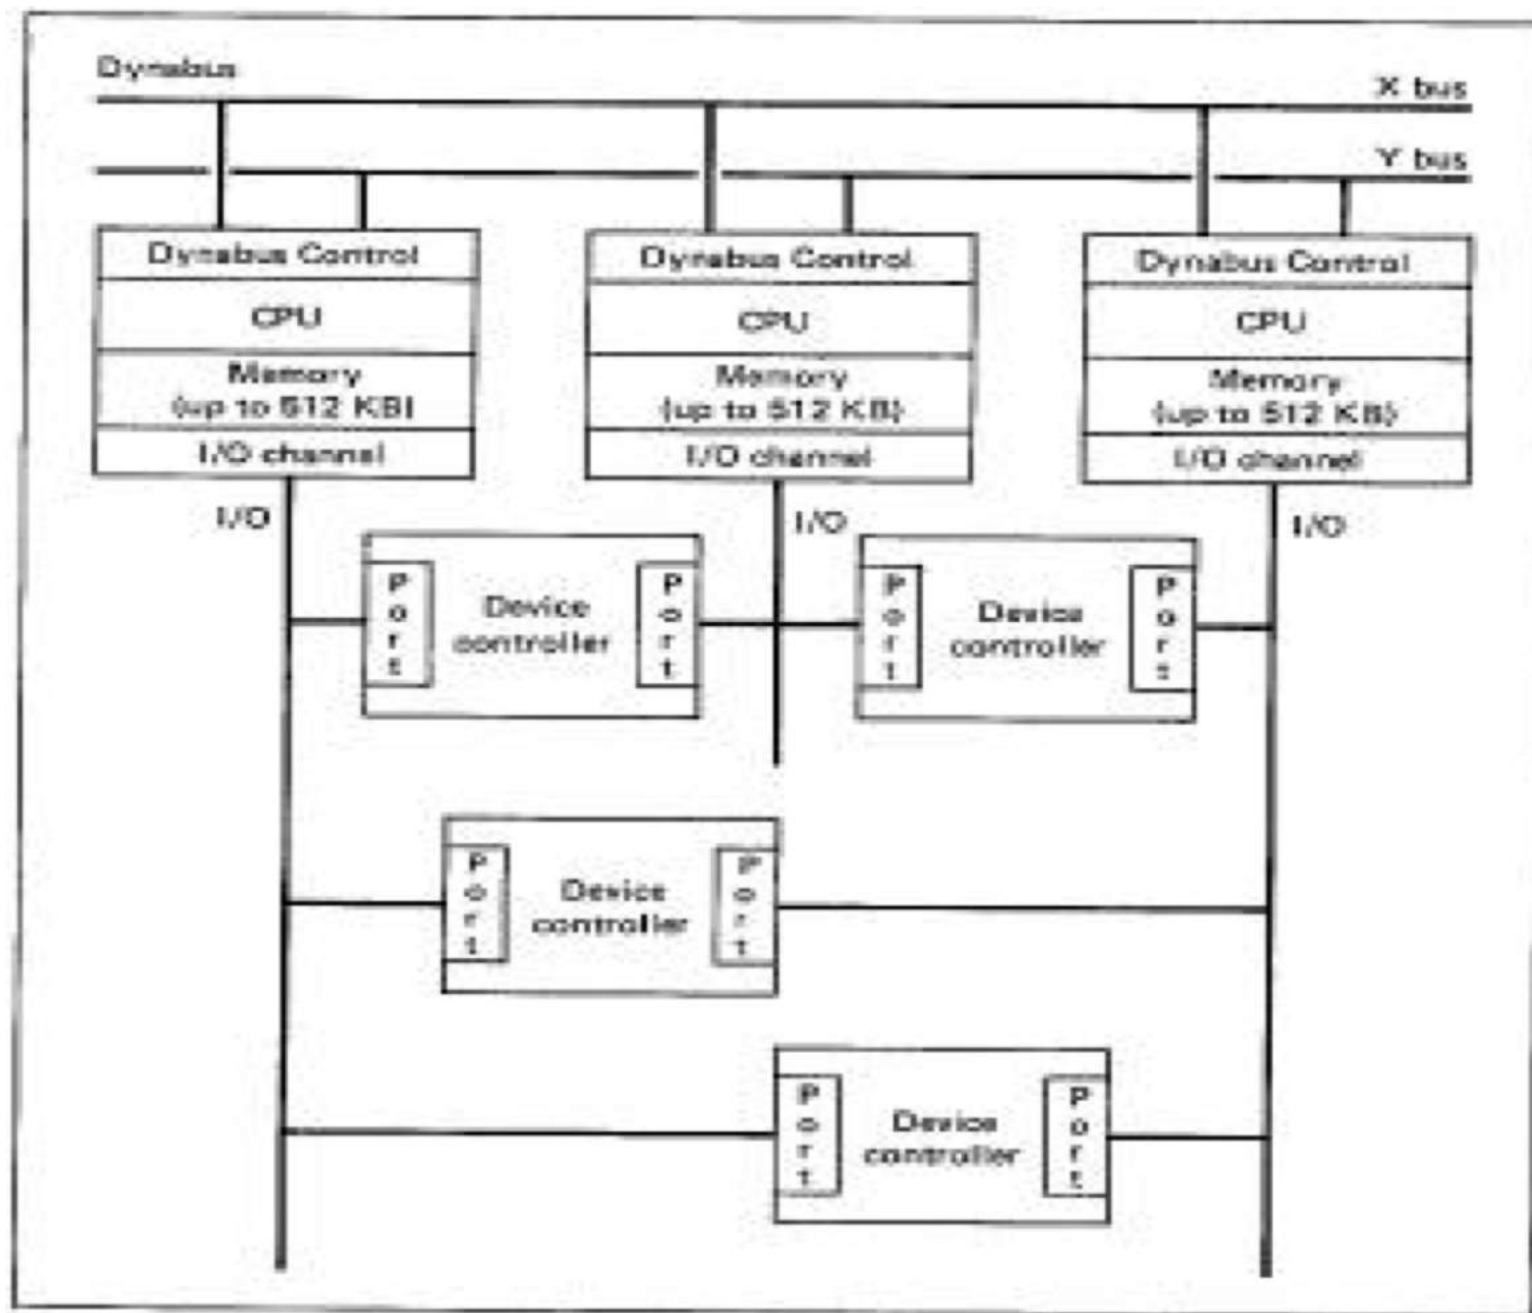 Dynabus
X bus
Y bus
Dynabus Control
CPU
Memory
(up to 512 KB)
I/O channel
Dynabus Control
CPU
Memory
(up to 512 KB)
I/O channel
Dynabus Control
CPU
Memory
(up to 512 KB)
I/O channel
I/O
I/O
I/O
Port
Device
controller
Port
Port
Device
controller
Port
Port
Device
controller
Port
Port
Device
controller
Port